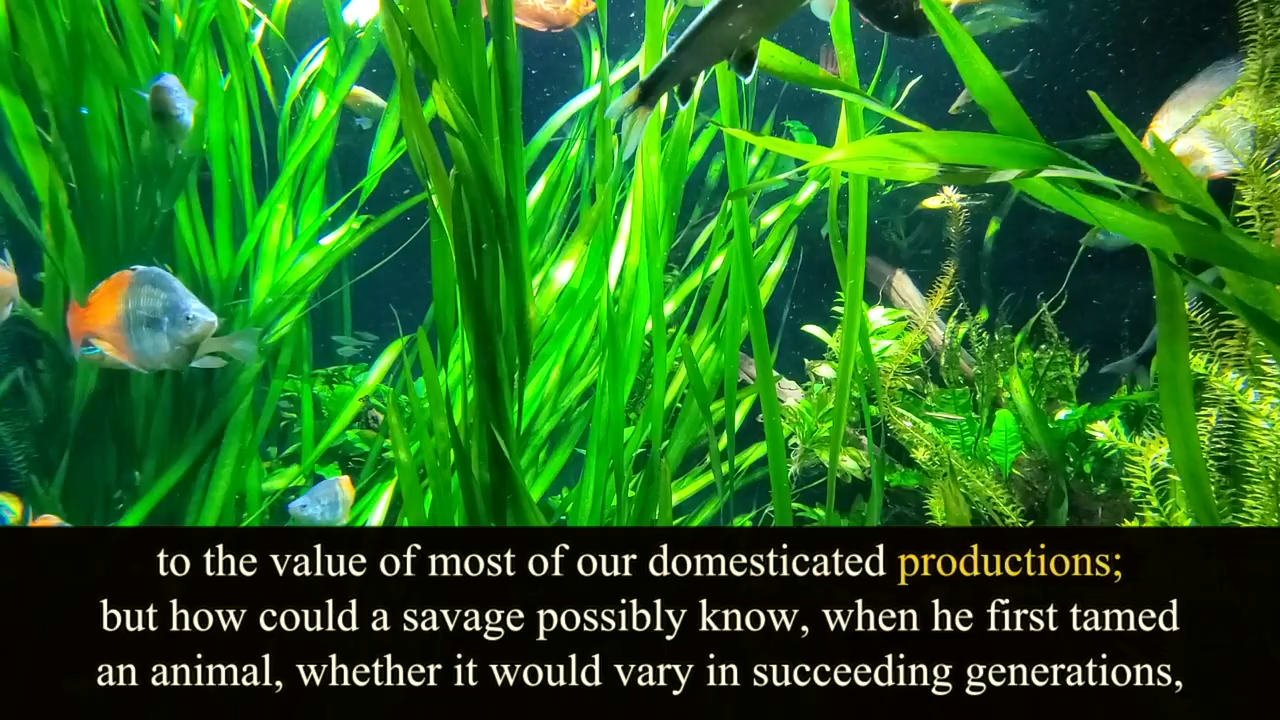 to the value of most of our domesticated productions;
but how could a savage possibly know, when he first tamed
an animal, whether it would vary in succeeding generations,